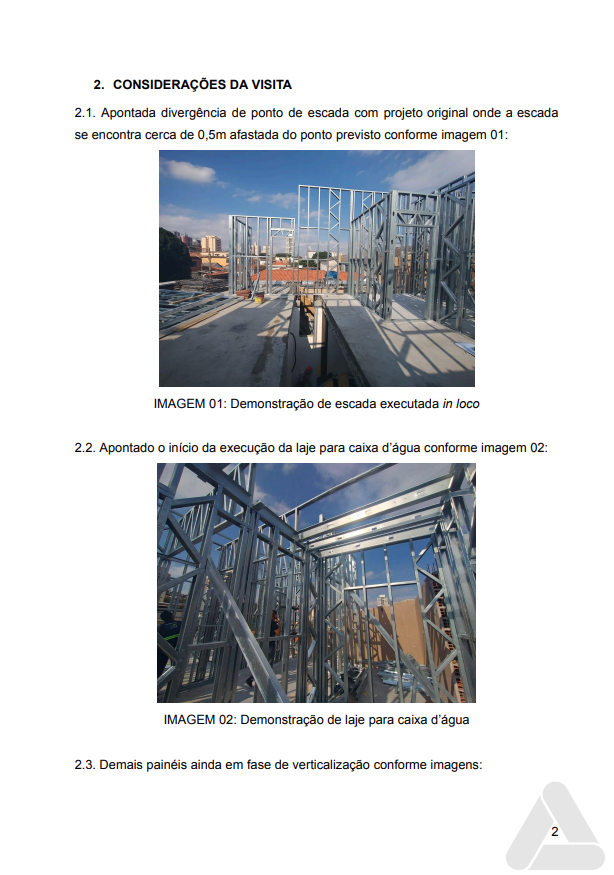 2. CONSIDERAÇÕES DA VISITA
2.1. Apontada divergência de ponto de escada com projeto original onde a escada
se encontra cerca de 0,5m afastada do ponto previsto conforme imagem 01:
IMAGEM 01: Demonstração de escada executada in loco
2.2. Apontado o início da execução da laje para caixa d’água conforme imagem 02:
IMAGEM 02: Demonstração de laje para caixa d’água
2.3. Demais painéis ainda em fase de verticalização conforme imagens:
2